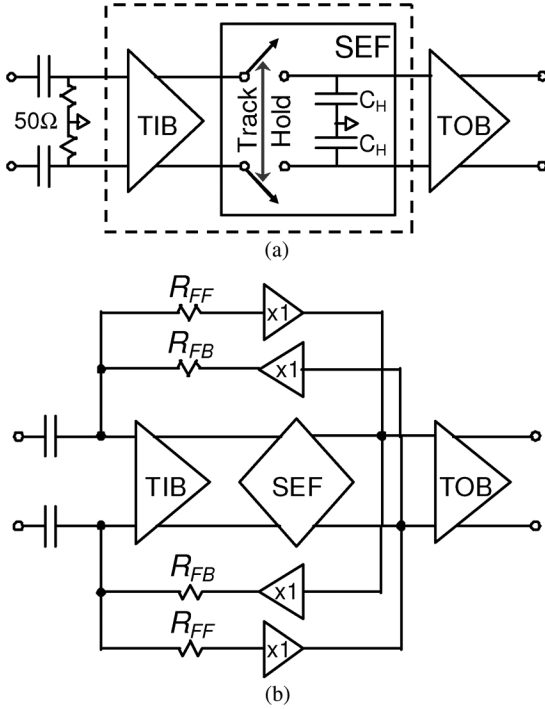 SEF
50Ω
TIB
Track
Hold
C_H
C_H
TOB
(a)
R_FF
x1
R_FB
x1
TIB
SEF
TOB
R_FB
x1
R_FF
x1
(b)